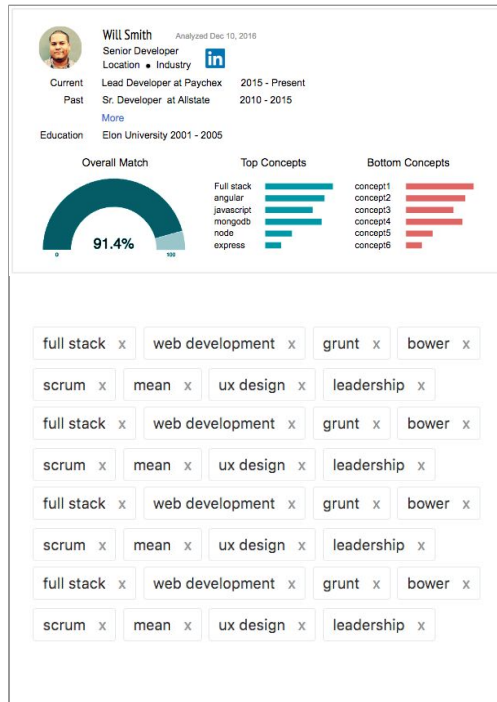 Will Smith Analyzed Dec 10, 2016
Senior Developer
Location • Industry
in
Current Lead Developer at Paychex 2015 - Present
Past Sr. Developer at Allstate 2010 - 2015
More
Education Elon University 2001 - 2005
Overall Match Top Concepts Bottom Concepts
Full stack concept1
angular concept2
javascript concept3
mongodb concept4
node concept5
express concept6
91.4%
0 100
full stack x web development x grunt x bower x
scrum x mean x ux design x leadership x
full stack x web development x grunt x bower x
scrum x mean x ux design x leadership x
full stack x web development x grunt x bower x
scrum x mean x ux design x leadership x
full stack x web development x grunt x bower x
scrum x mean x ux design x leadership x